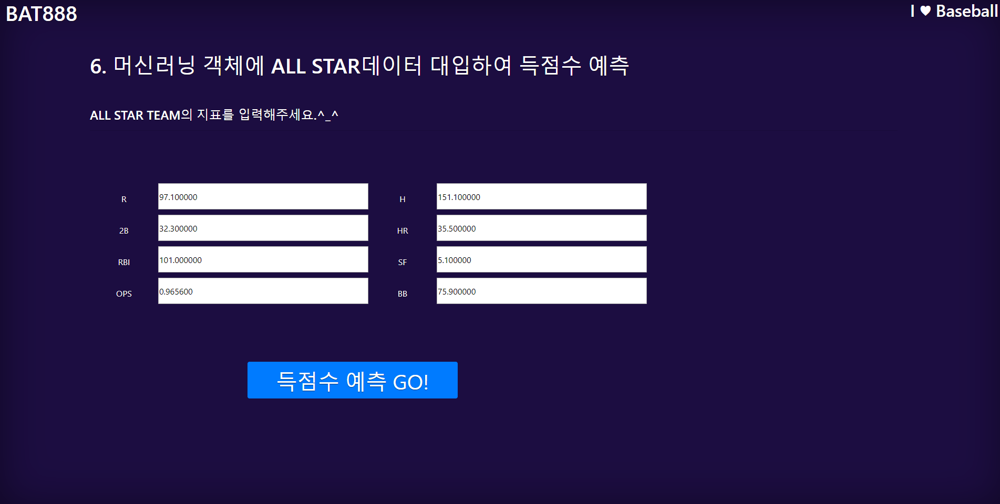 BAT888
I ♥ Baseball
6. 머신러닝 객체에 ALL STAR데이터 대입하여 득점수 예측
ALL STAR TEAM의 지표를 입력해주세요.^_^
R 97.100000 H 151.100000
2B 32.300000 HR 35.500000
RBI 101.000000 SF 5.100000
OPS 0.965600 BB 75.900000
득점수 예측 GO!